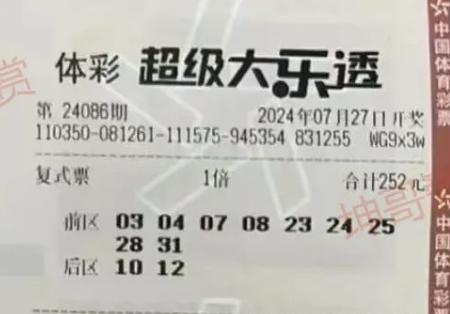 体彩 超级大乐透
第 24086期 2024年07月27日开奖
110350-081261-111575-945354 831255 WG9x3w
复式票 1倍 合计252元
前区 03 04 07 08 23 24 25
28 31
后区 10 12
中国体育彩票
中国体育彩票
赏
坤哥